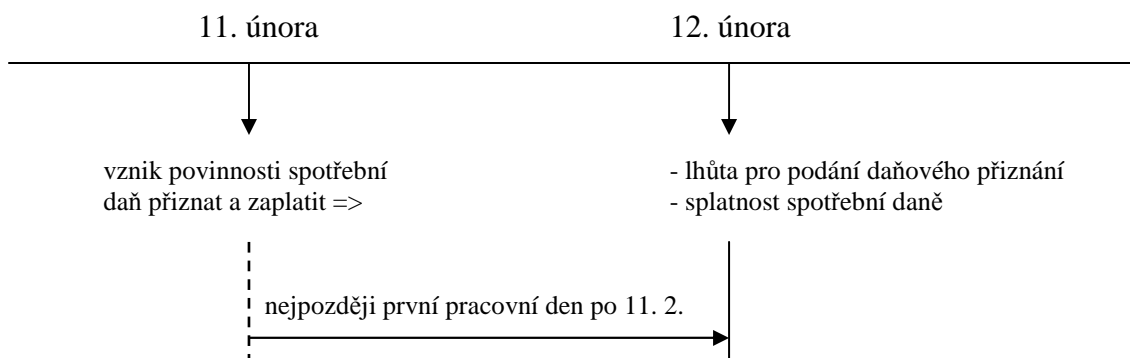 11. února
12. února
vznik povinnosti spotřební
daň přiznat a zaplatit =>
- lhůta pro podání daňového přiznání
- splatnost spotřební daně
nejpozději první pracovní den po 11. 2.